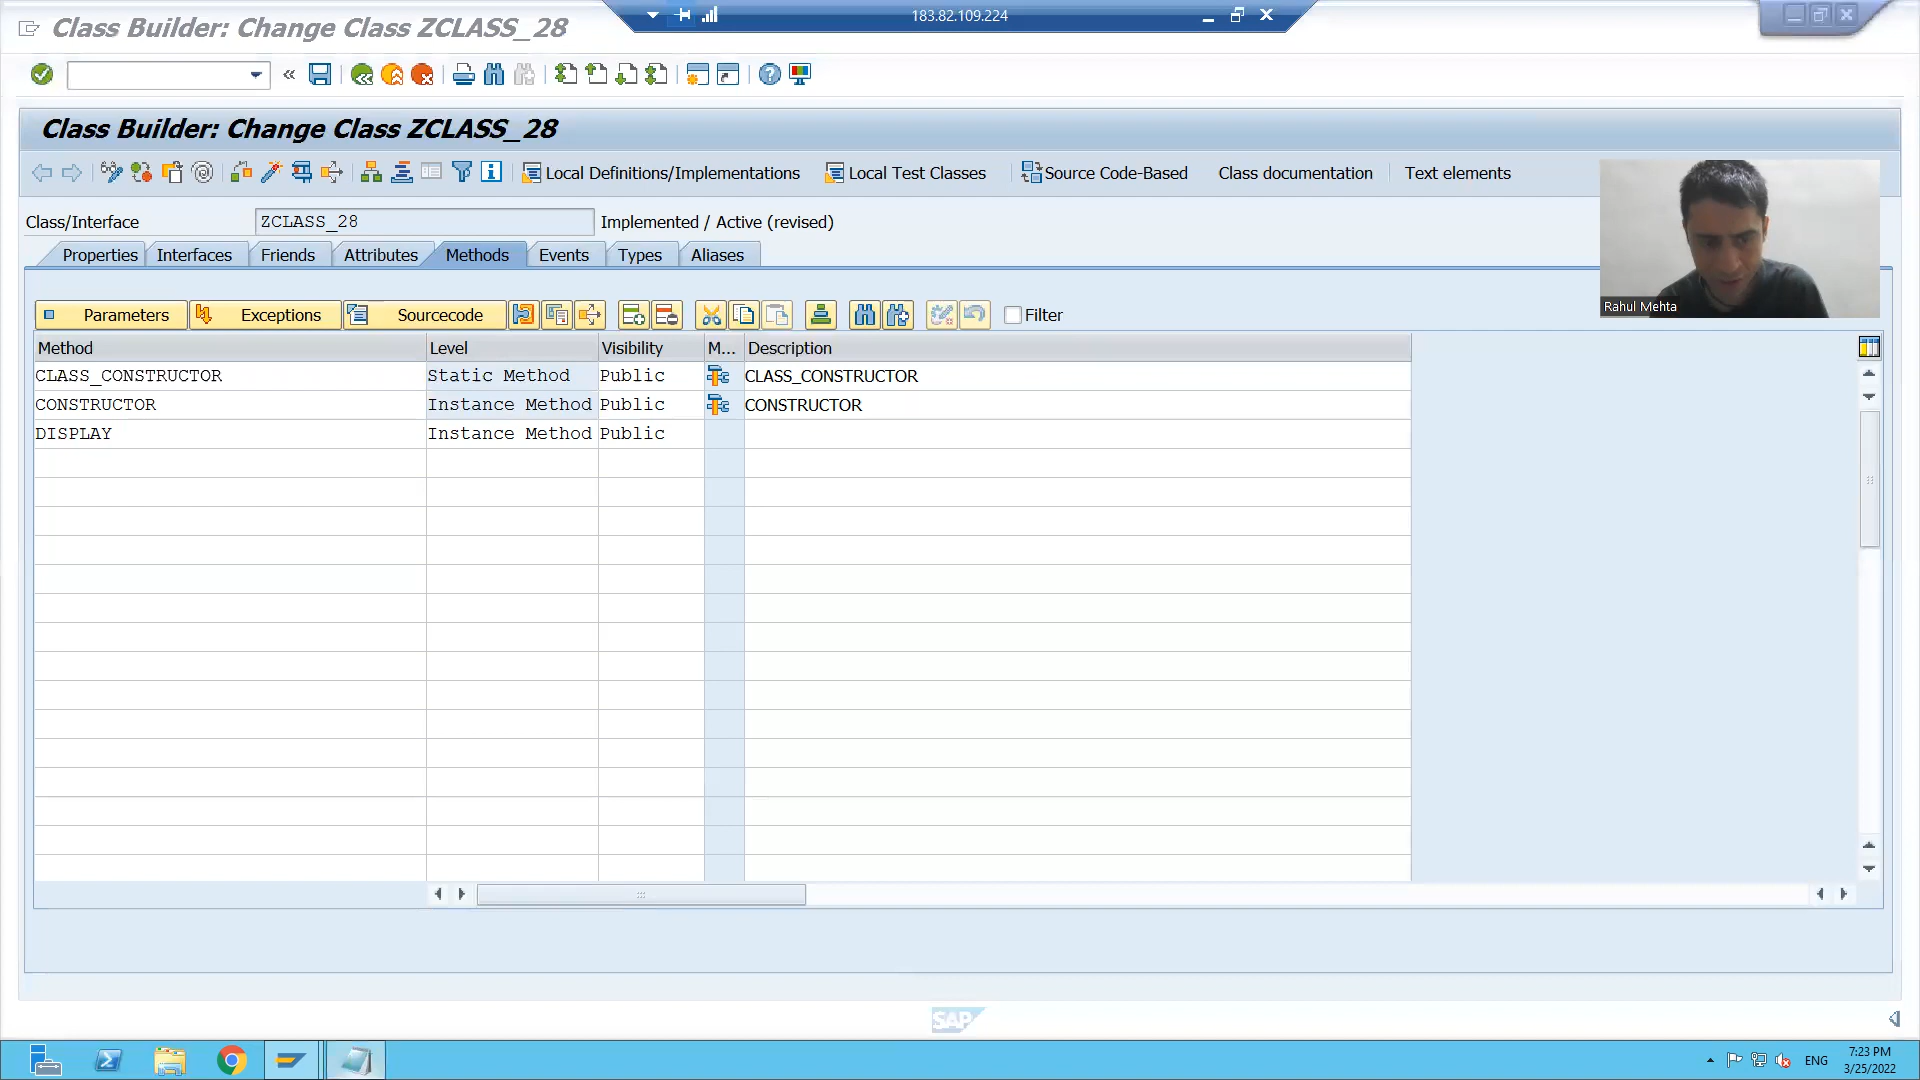 Class Builder: Change Class ZCLASS_28
183.82.109.224
«
Class Builder: Change Class ZCLASS_28
Local Definitions/Implementations Local Test Classes Source Code-Based Class documentation Text elements
Class/Interface ZCLASS_28 Implemented / Active (revised)
Properties Interfaces Friends Attributes Methods Events Types Aliases
Rahul Mehta
Parameters Exceptions Sourcecode Filter
Method Level Visibility M... Description
CLASS_CONSTRUCTOR Static Method Public CLASS_CONSTRUCTOR
CONSTRUCTOR Instance Method Public CONSTRUCTOR
DISPLAY Instance Method Public
SAP
ENG 7:23 PM
3/25/2022